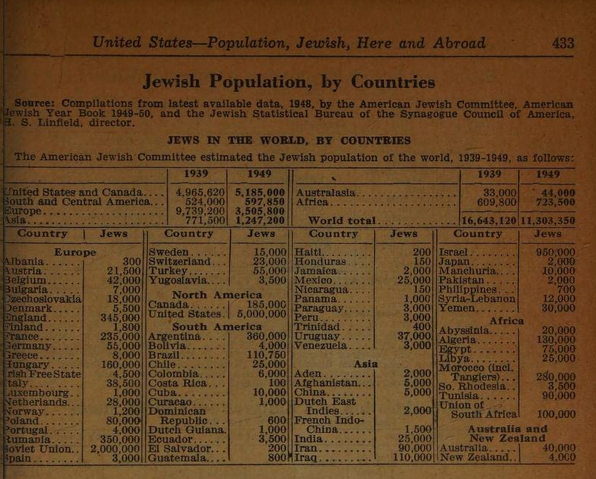 United States—Population, Jewish, Here and Abroad 433
Jewish Population, by Countries
Source: Compilations from latest available data, 1948, by the American Jewish Committee, American
Jewish Year Book 1949-50, and the Jewish Statistical Bureau of the Synagogue Council of America,
H. S. Linfield, director.
JEWS IN THE WORLD, BY COUNTRIES
The American Jewish Committee estimated the Jewish population of the world, 1939-1949, as follows:
1939 1949 1939 1949
United States and Canada.... 4,965,620 5,185,000 Australasia 33,000 44,000
South and Central America... 524,000 597,850 Africa 609,800 723,500
Europe 9,739,200 3,505,800
Asia 771,500 1,247,200 World total 16,643,120 11,303,350
Country Jews Country Jews Country Jews Country Jews
Europe
Albania 300
Austria 21,500
Belgium 42,000
Bulgaria 7,000
Czechoslovakia 18,000
Denmark 5,500
England 345,000
Finland 1,800
France 235,000
Germany 55,000
Greece 8,000
Hungary 160,000
Irish Free State 4,500
Italy 38,500
Luxembourg 1,000
Netherlands 28,000
Norway 1,200
Poland 80,000
Portugal 4,000
Rumania 350,000
Soviet Union.. 2,000,000
Spain 3,000
Sweden 15,000
Switzerland 23,000
Turkey 55,000
Yugoslavia 3,500
North America
Canada 185,000
United States. 5,000,000
South America
Argentina 360,000
Bolivia 4,000
Brazil 110,750
Chile 25,000
Colombia 6,000
Costa Rica 100
Cuba 10,000
Curacao 1,000
Dominican
Republic 600
Dutch Guiana. 1,000
Ecuador 3,500
El Salvador 200
Guatemala 800
Haiti 200
Honduras 150
Jamaica 2,000
Mexico 25,000
Nicaragua 150
Panama 1,000
Paraguay 3,000
Peru 3,000
Trinidad 400
Uruguay 37,000
Venezuela 3,000
Asia
Aden 2,000
Afghanistan 5,000
China 5,000
Dutch East
Indies 2,000
French Indo-
China 1,500
India 25,000
Iran 90,000
Iraq 110,000
Israel 950,000
Japan 2,000
Manchuria 10,000
Pakistan 2,000
Philippines 700
Syria-Lebanon 12,000
Yemen 30,000
Africa
Abyssinia 20,000
Algeria 130,000
Egypt 75,000
Libya 25,000
Morocco (incl.
Tangiers) 280,000
So. Rhodesia 3,500
Tunisia 90,000
Union of
South Africa 100,000
Australia and
New Zealand
Australia 40,000
New Zealand.. 4,000